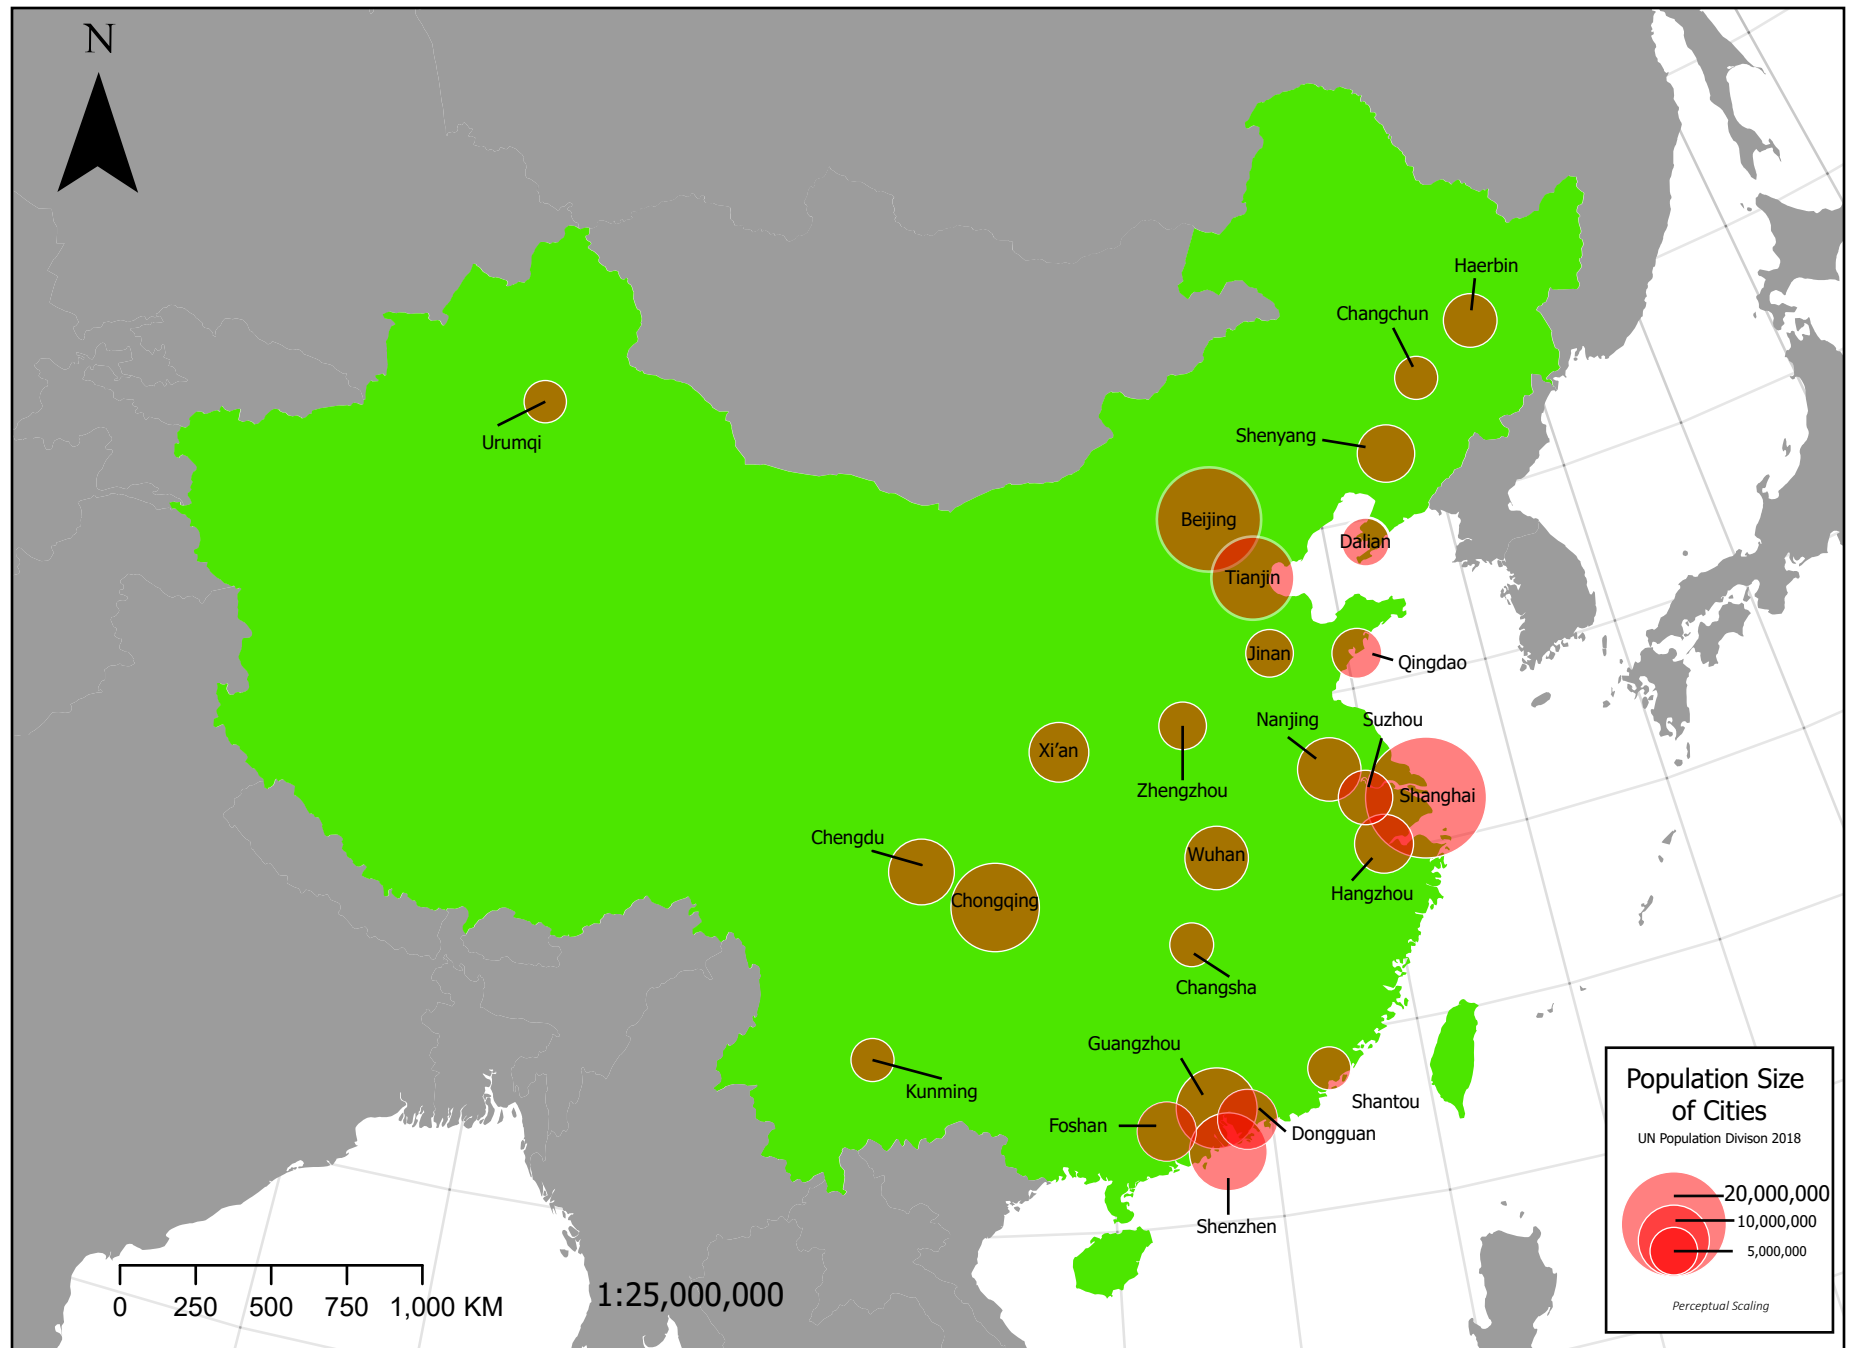 N
Haerbin
Changchun
Urumqi
Shenyang
Beijing
Dalian
Tianjin
Jinan
Qingdao
Nanjing
Suzhou
Xi’an
Zhengzhou
Shanghai
Chengdu
Wuhan
Hangzhou
Chongqing
Changsha
Guangzhou
Kunming
Shantou
Foshan
Dongguan
Shenzhen
Population Size
of Cities
UN Population Divison 2018
20,000,000
10,000,000
5,000,000
Perceptual Scaling
0 250 500 750 1,000 KM
1:25,000,000